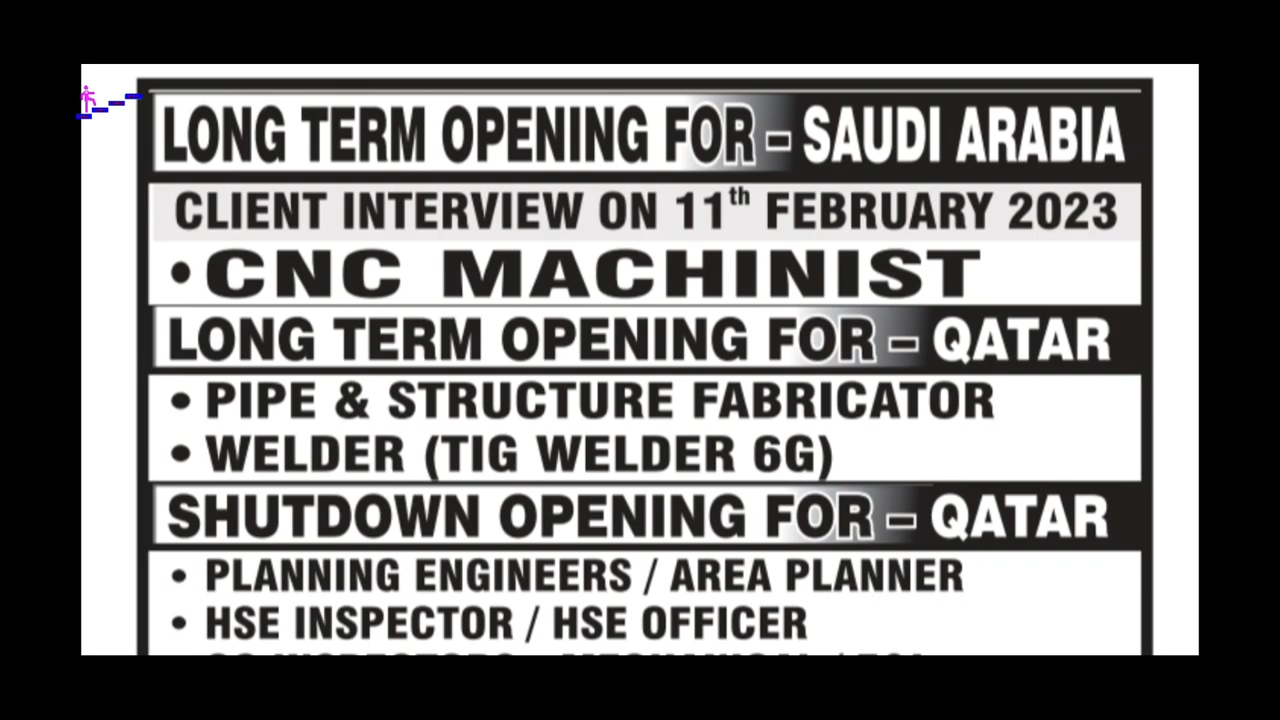 LONG TERM OPENING FOR – SAUDI ARABIA
CLIENT INTERVIEW ON 11th FEBRUARY 2023
• CNC MACHINIST
LONG TERM OPENING FOR – QATAR
• PIPE & STRUCTURE FABRICATOR
• WELDER (TIG WELDER 6G)
SHUTDOWN OPENING FOR – QATAR
• PLANNING ENGINEERS / AREA PLANNER
• HSE INSPECTOR / HSE OFFICER